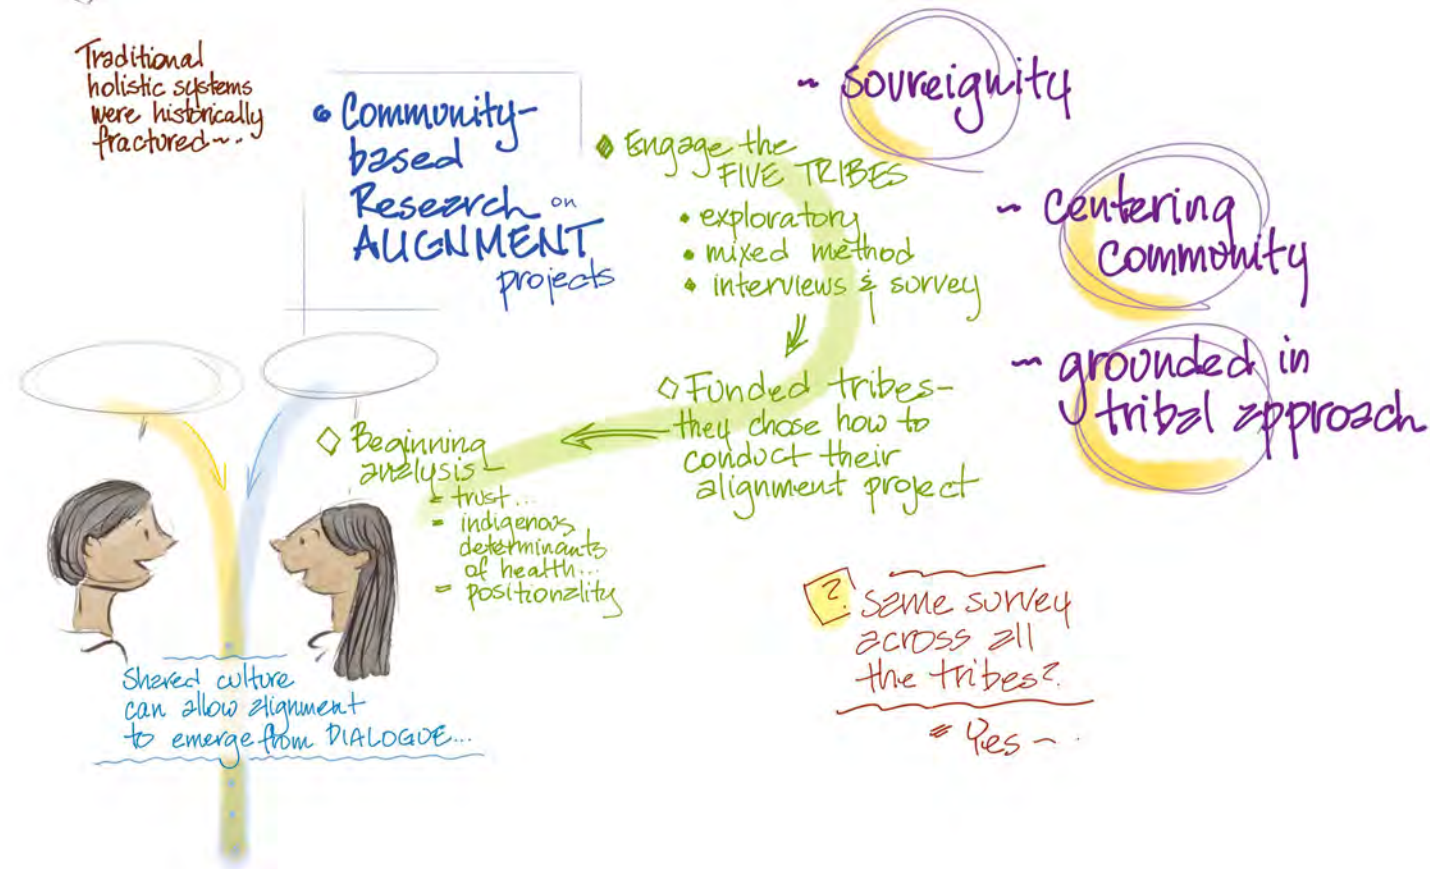 Traditional
holistic systems
were historically
fractured~..
• Community-
based
Research on
ALIGNMENT
projects
Engage the
FIVE TRIBES
• exploratory
• mixed method
• interviews & survey
Funded tribes-
they chose how to
conduct their
alignment project
Beginning
analysis-
= trust...
= indigenous
determinants
of health...
= positionality
~ sovreignity
~ centering
community
~ grounded in
tribal approach
Shared culture
can allow alignment
to emerge from DIALOGUE...
? Same survey
across all
the tribes?
= Yes ~ .